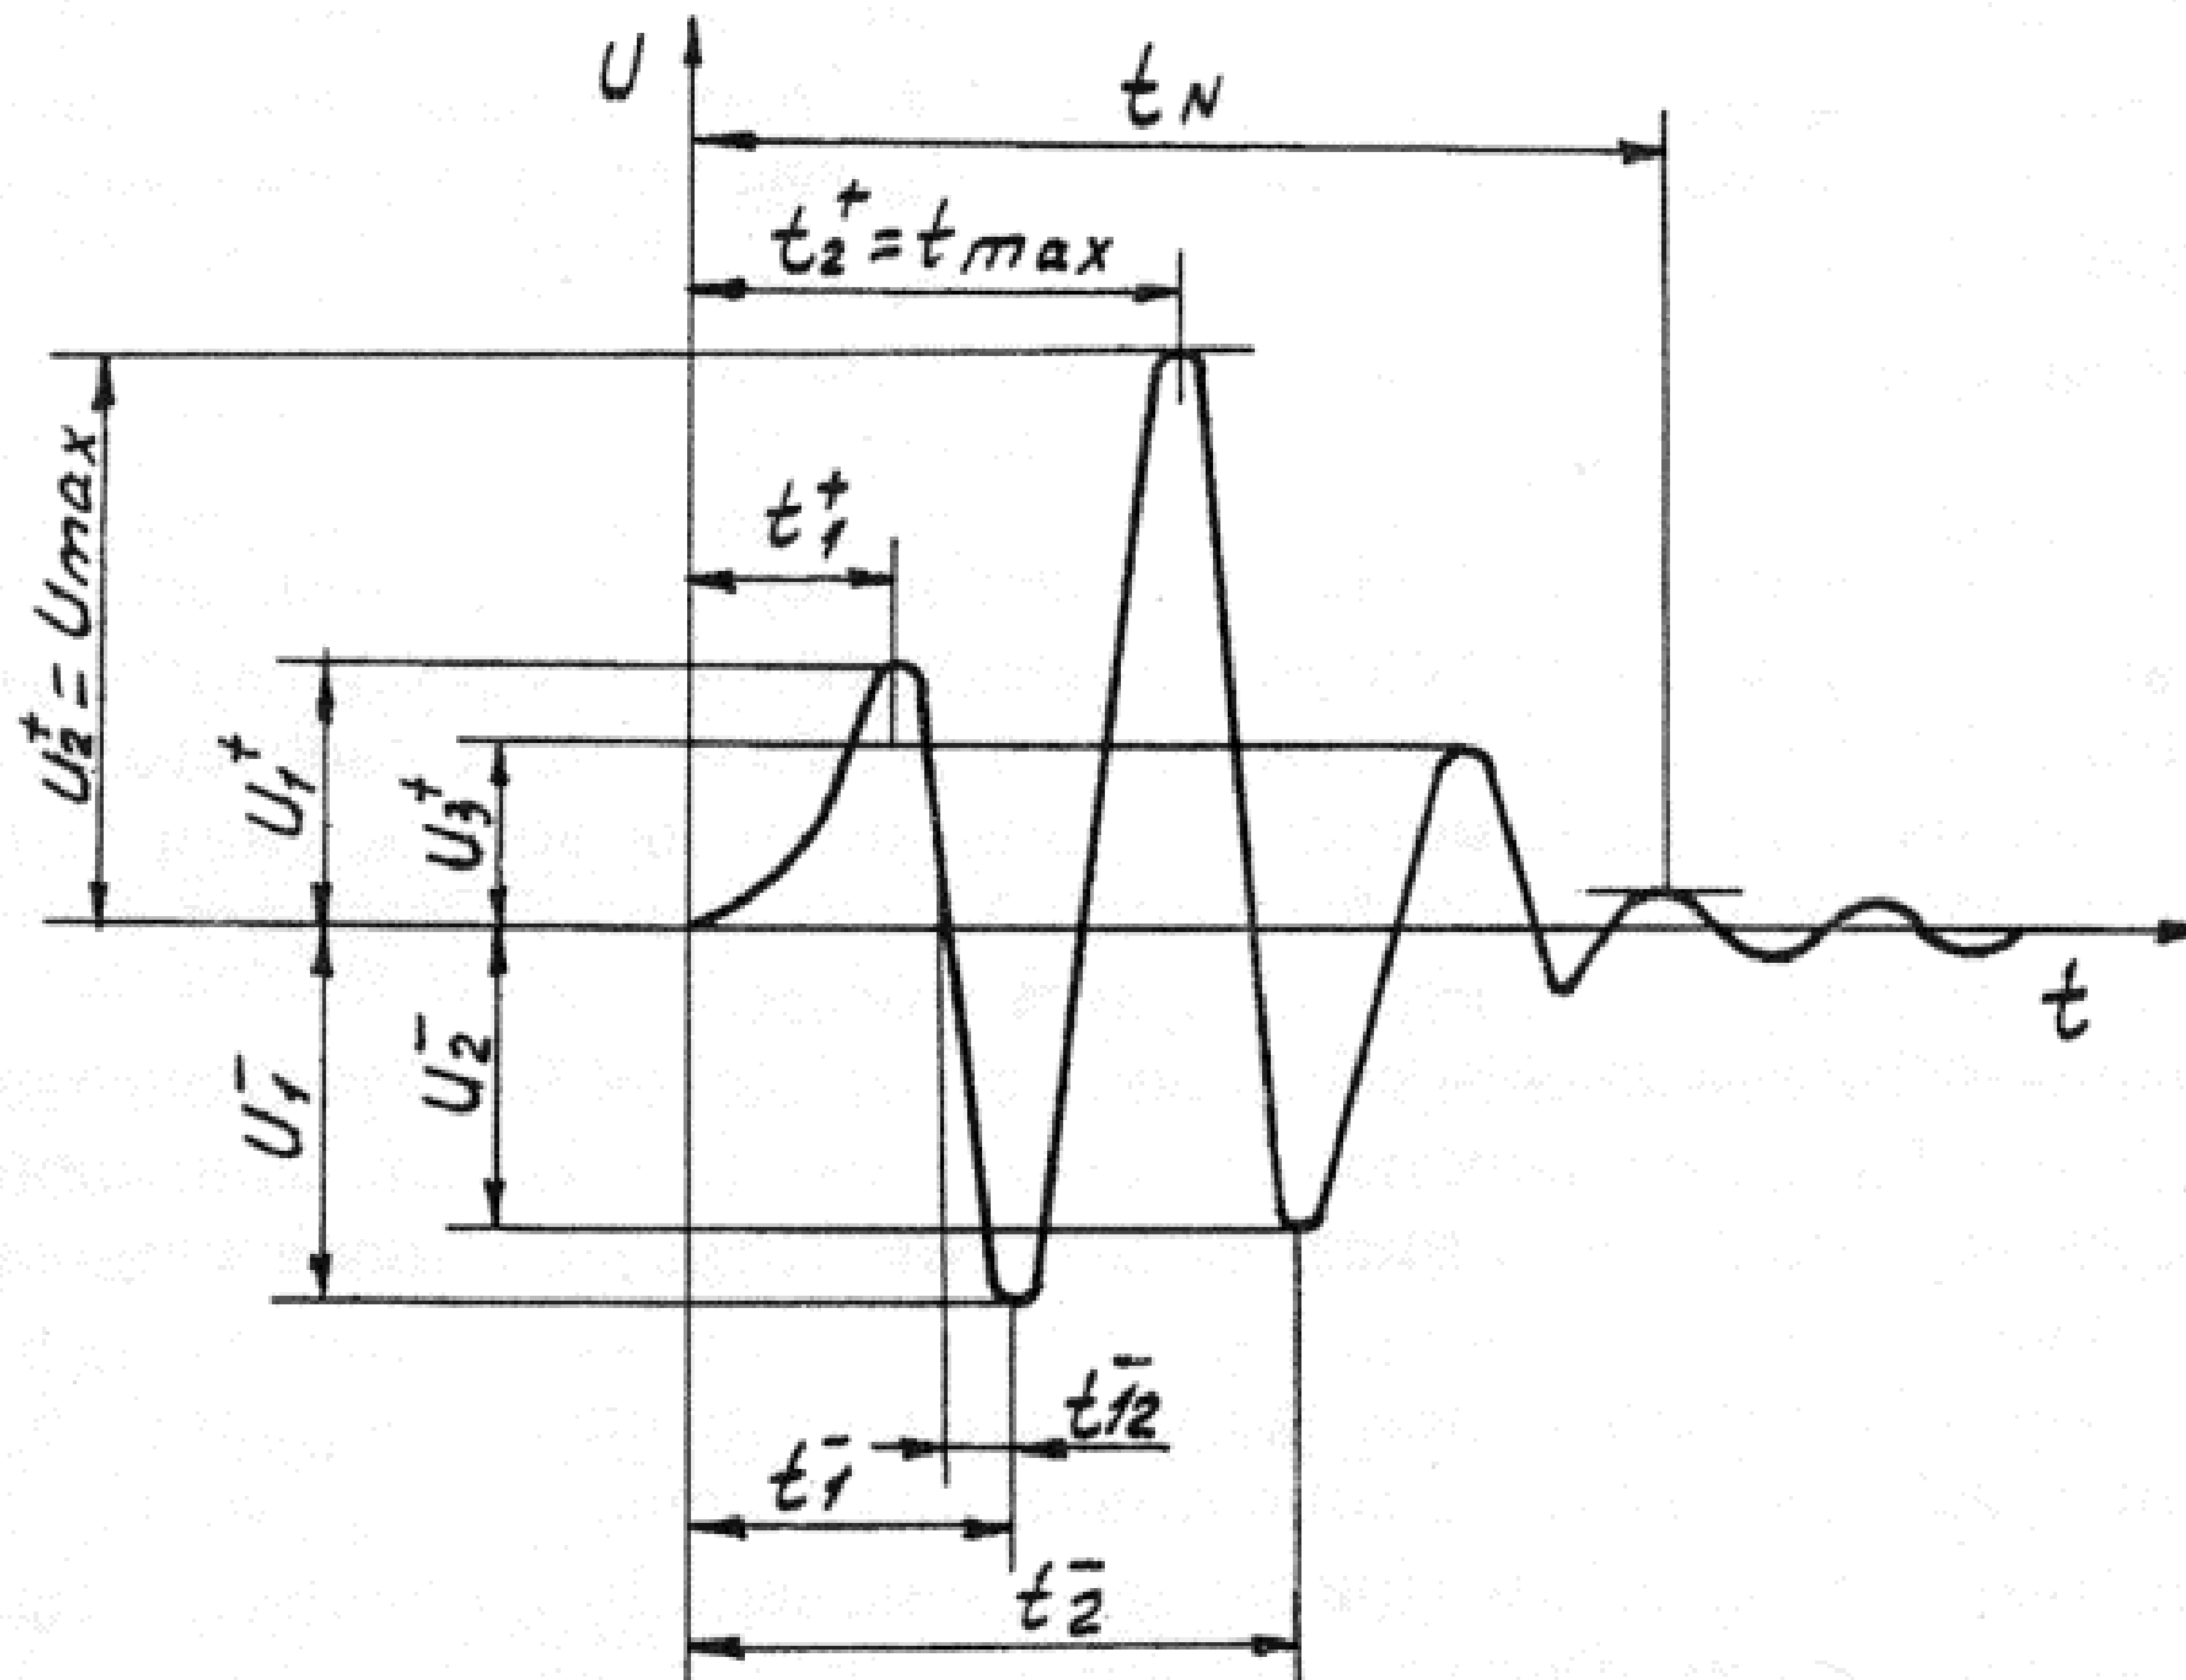 U
tN
t2+ = tmax
U2+ = Umax
t1+
U1+
U3+
t
U1-
U2-
t12-
t1-
t2-